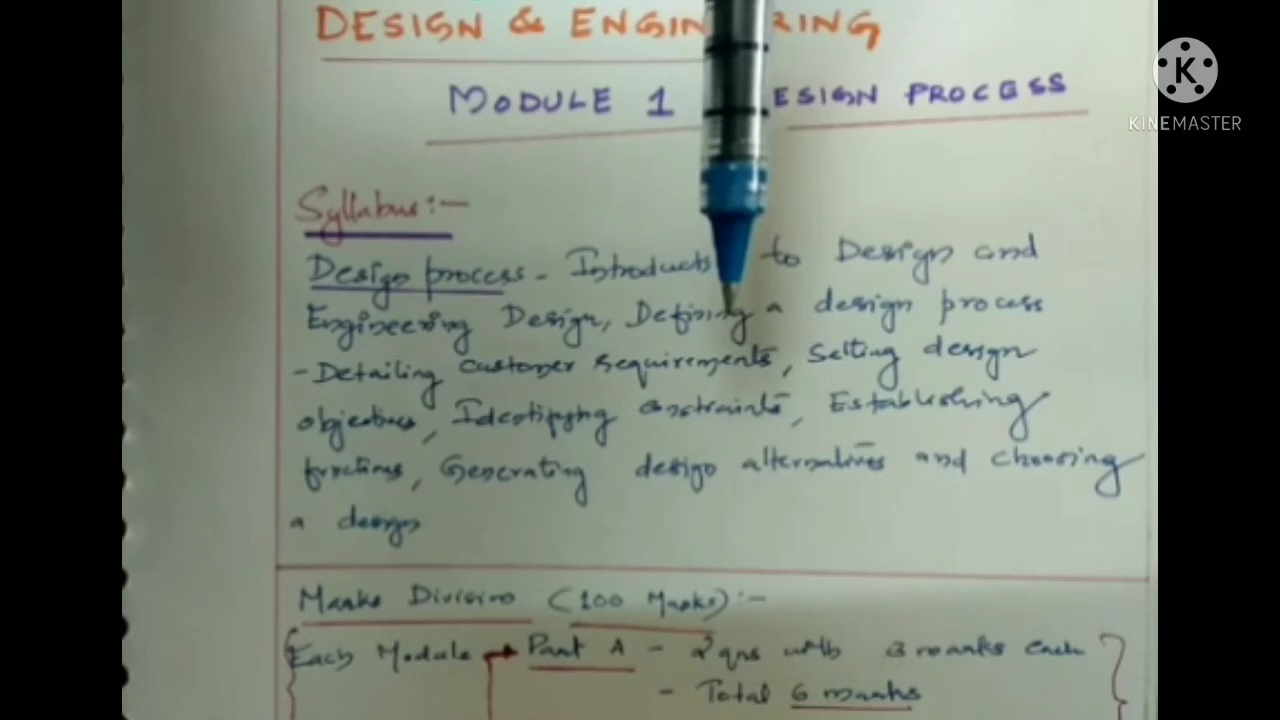 DESIGN & ENGIN RING
MODULE 1 ESIGN PROCESS
K
KINEMASTER
Syllabus:-
Design process - Introducti to Design and
Engineering Design, Defining a design process
- Detailing customer requirements, Setting design
objectives, Identifying constraints, Establishing
functions, Generating design alternatives and choosing
a design
Marks Division (100 Marks):-
Each Module → Part A - 2 qns with 3 marks each
- Total 6 marks